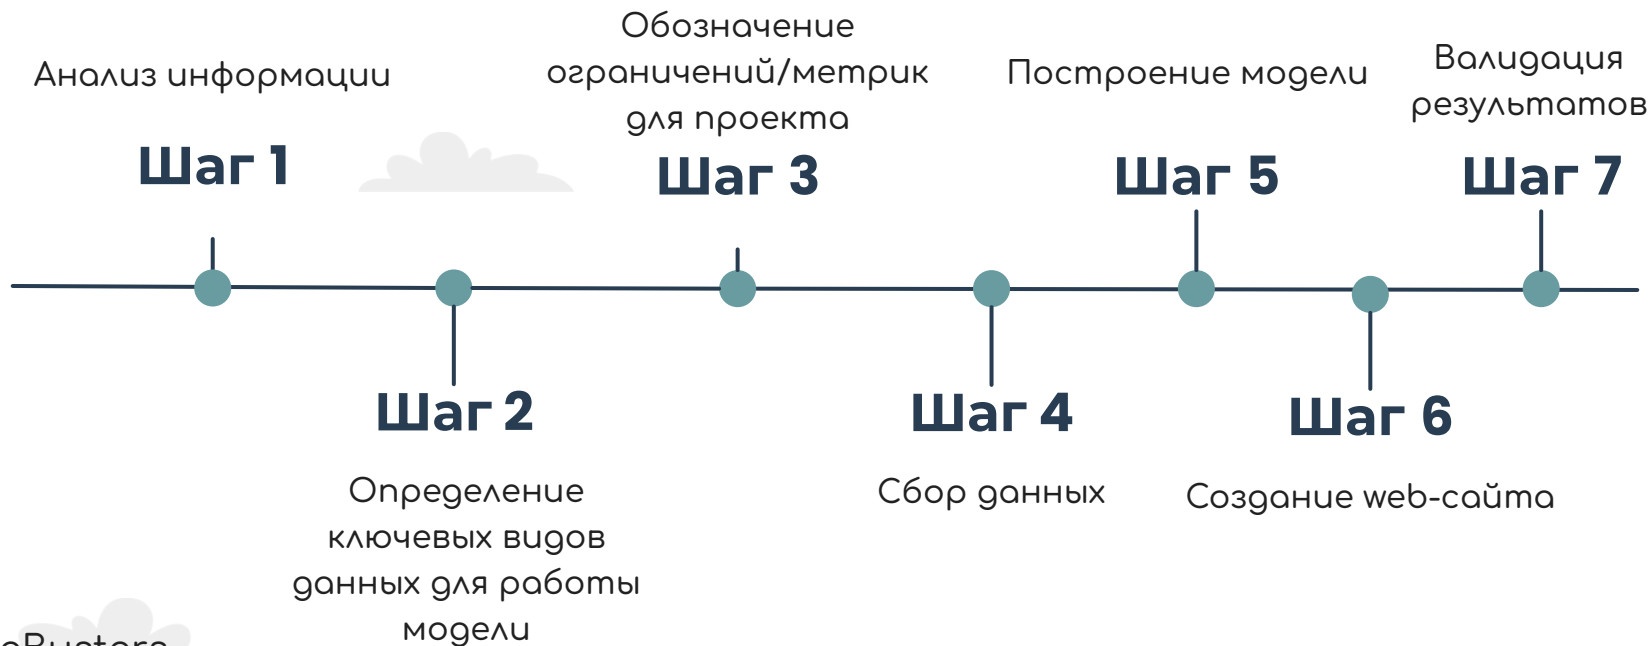 Анализ информации
Шаг 1
Определение
ключевых видов
данных для работы
модели
Шаг 2
Обозначение
ограничений/метрик
для проекта
Шаг 3
Шаг 4
Сбор данных
Построение модели
Шаг 5
Шаг 6
Создание web-сайта
Валидация
результатов
Шаг 7